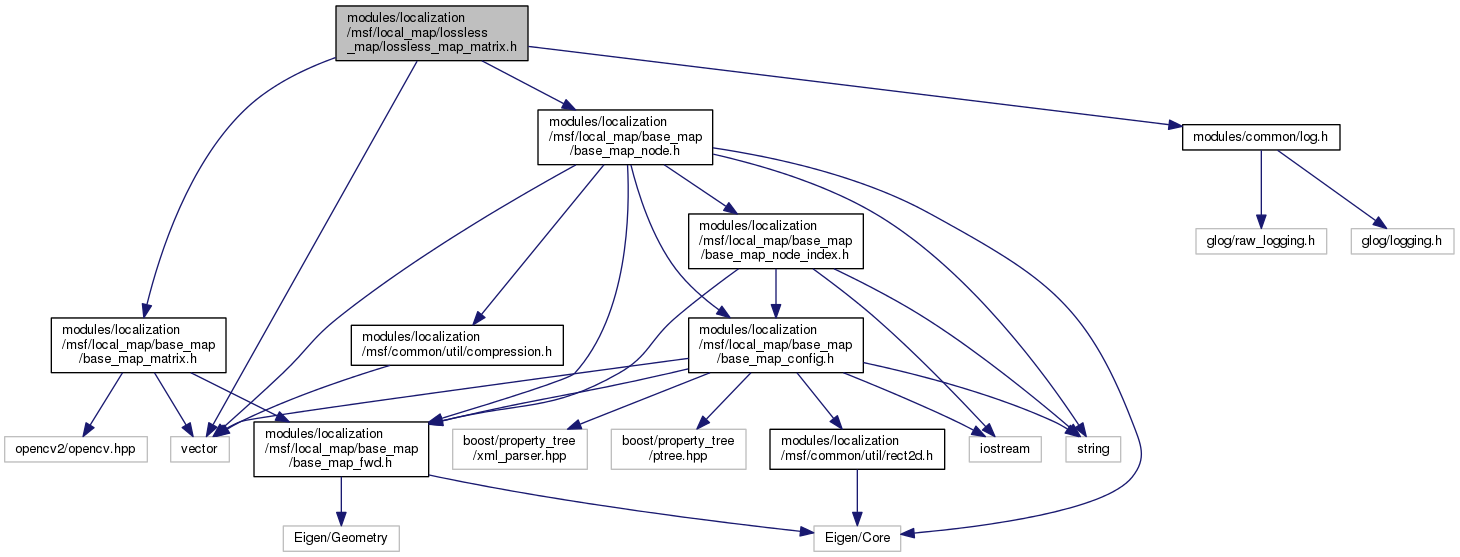 modules/localization
/msf/local_map/lossless
_map/lossless_map_matrix.h
modules/localization
/msf/local_map/base_map
/base_map_node.h
modules/common/log.h
modules/localization
/msf/local_map/base_map
/base_map_node_index.h
glog/raw_logging.h
glog/logging.h
modules/localization
/msf/local_map/base_map
/base_map_matrix.h
modules/localization
/msf/common/util/compression.h
modules/localization
/msf/local_map/base_map
/base_map_config.h
opencv2/opencv.hpp
vector
modules/localization
/msf/local_map/base_map
/base_map_fwd.h
boost/property_tree
/xml_parser.hpp
boost/property_tree
/ptree.hpp
modules/localization
/msf/common/util/rect2d.h
iostream
string
Eigen/Geometry
Eigen/Core